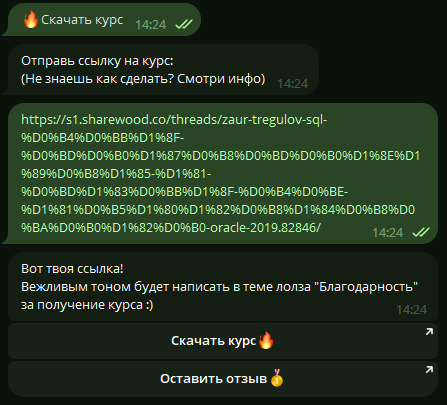 🔥Скачать курс
14:24
Отправь ссылку на курс:
(Не знаешь как сделать? Смотри инфо)
14:24
https://s1.sharewood.co/threads/zaur-tregulov-sql-
%D0%B4%D0%BB%D1%8F-
%D0%BD%D0%B0%D1%87%D0%B8%D0%BD%D0%B0%D1%8E%D1
%89%D0%B8%D1%85-%D1%81-
%D0%BD%D1%83%D0%BB%D1%8F-%D0%B4%D0%BE-
%D1%81%D0%B5%D1%80%D1%82%D0%B8%D1%84%D0%B8%D0
%BA%D0%B0%D1%82%D0%B0-oracle-2019.82846/
14:24
Вот твоя ссылка!
Вежливым тоном будет написать в теме лолза "Благодарность"
за получение курса :)
14:24
Скачать курс🔥
Оставить отзыв🏅